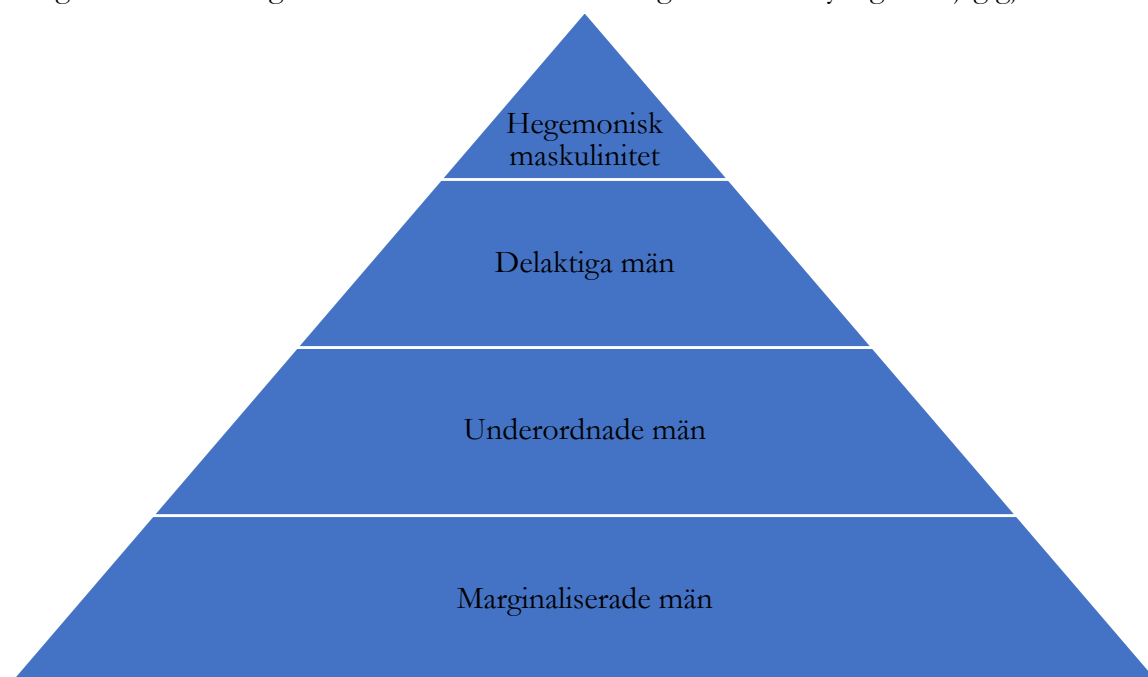 Hegemonisk
maskulinitet
Delaktiga män
Underordnade män
Marginaliserade män